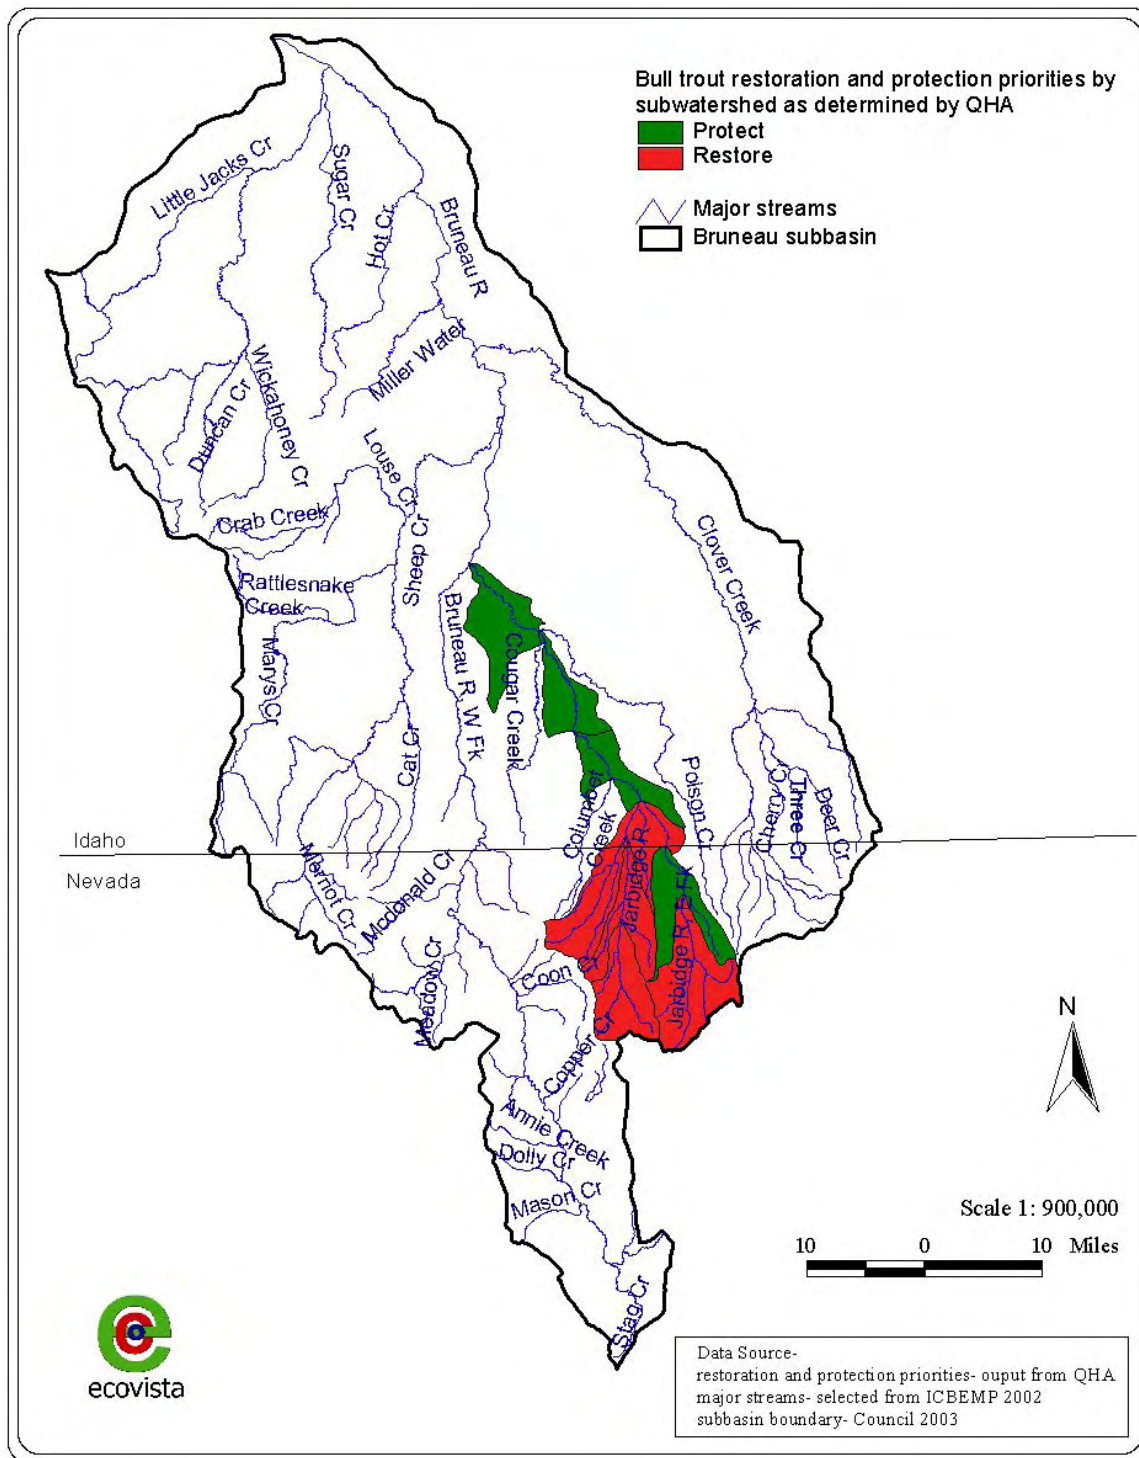 Bull trout restoration and protection priorities by
subwatershed as determined by QHA
Protect
Restore
Major streams
Bruneau subbasin
Little Jacks Cr
Sugar Cr
Hot Cr
Bruneau R
Miller Water
Wickahoney Cr
Duncan Cr
Louse Cr
Crab Creek
Sheep Cr
Clover Creek
Rattlesnake
Creek
Bruneau R, W Fk
Cougar Creek
Marys Cr
Cat Cr
Poison Cr
Columbet
Creek
Cherry Cr
Three Cr
Deer Cr
Idaho
Nevada
Jarbidge R
Jarbidge R, E Fk
Merriot Cr
Mcdonald Cr
Meadow Cr
Coon Cr
Copper Cr
Annie Creek
Dolly Cr
Mason Cr
Stag Cr
N
Scale 1: 900,000
10 0 10 Miles
ecovista
Data Source-
restoration and protection priorities- ouput from QHA
major streams- selected from ICBEMP 2002
subbasin boundary- Council 2003